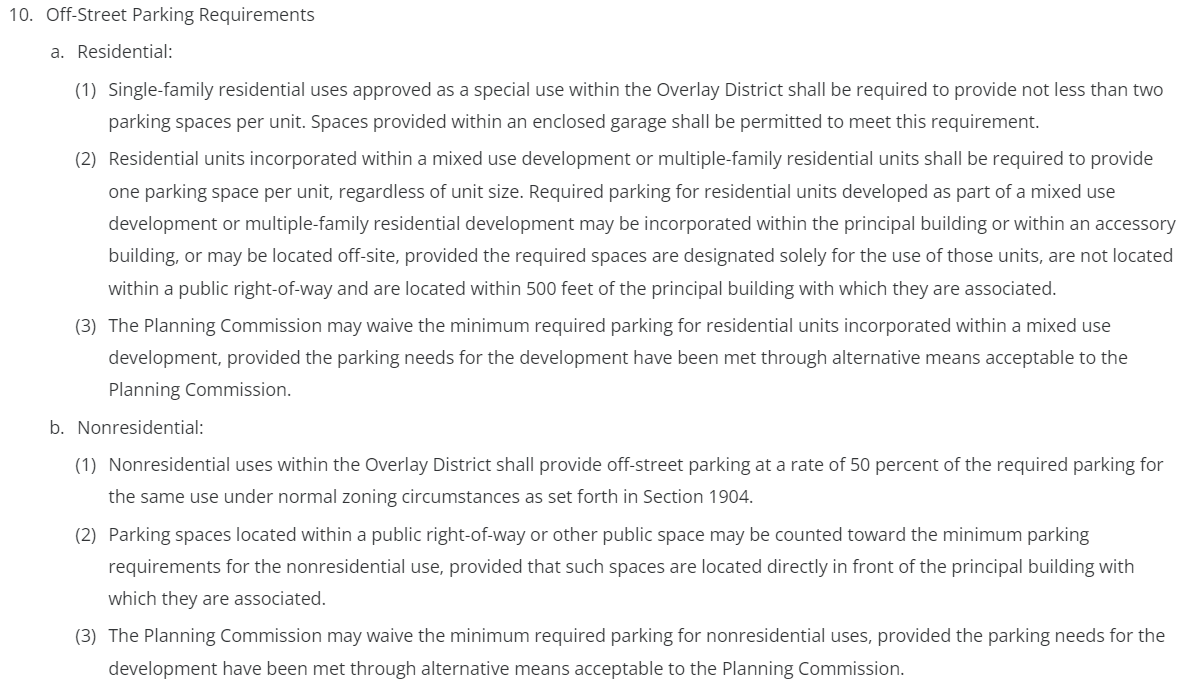 10. Off-Street Parking Requirements
a. Residential:
(1) Single-family residential uses approved as a special use within the Overlay District shall be required to provide not less than two
parking spaces per unit. Spaces provided within an enclosed garage shall be permitted to meet this requirement.
(2) Residential units incorporated within a mixed use development or multiple-family residential units shall be required to provide
one parking space per unit, regardless of unit size. Required parking for residential units developed as part of a mixed use
development or multiple-family residential development may be incorporated within the principal building or within an accessory
building, or may be located off-site, provided the required spaces are designated solely for the use of those units, are not located
within a public right-of-way and are located within 500 feet of the principal building with which they are associated.
(3) The Planning Commission may waive the minimum required parking for residential units incorporated within a mixed use
development, provided the parking needs for the development have been met through alternative means acceptable to the
Planning Commission.
b. Nonresidential:
(1) Nonresidential uses within the Overlay District shall provide off-street parking at a rate of 50 percent of the required parking for
the same use under normal zoning circumstances as set forth in Section 1904.
(2) Parking spaces located within a public right-of-way or other public space may be counted toward the minimum parking
requirements for the nonresidential use, provided that such spaces are located directly in front of the principal building with
which they are associated.
(3) The Planning Commission may waive the minimum required parking for nonresidential uses, provided the parking needs for the
development have been met through alternative means acceptable to the Planning Commission.